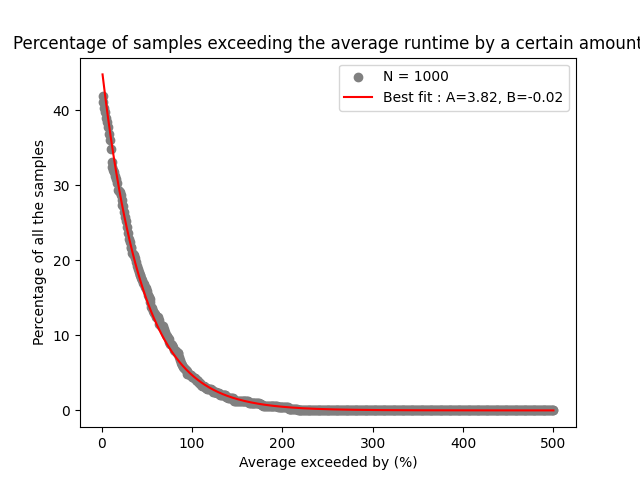 Percentage of samples exceeding the average runtime by a certain amount
N = 1000
Best fit : A=3.82, B=-0.02
Percentage of all the samples
40
30
20
10
0
0 100 200 300 400 500
Average exceeded by (%)